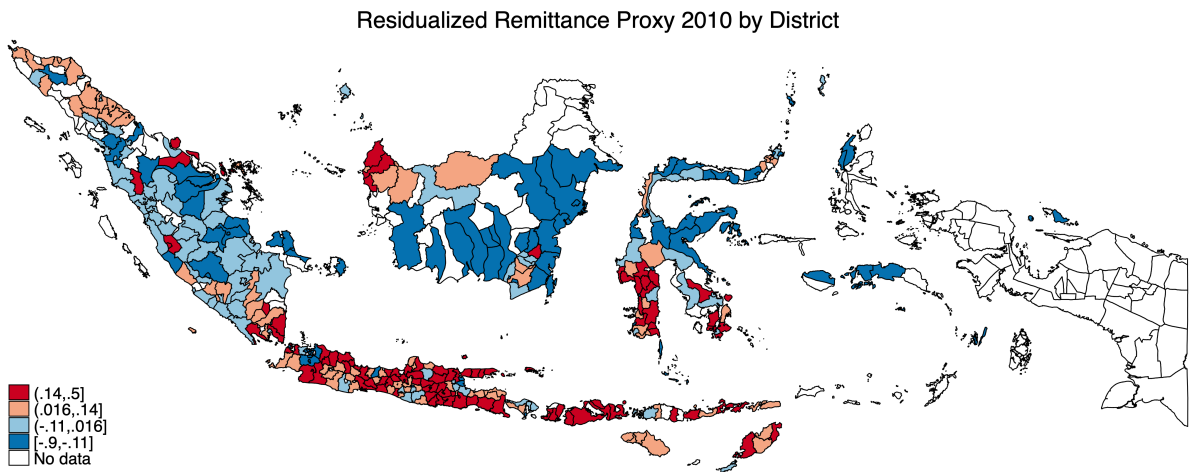 Residualized Remittance Proxy 2010 by District
(.14,.5]
(.016,.14]
(-.11,.016]
[-.9,-.11]
No data